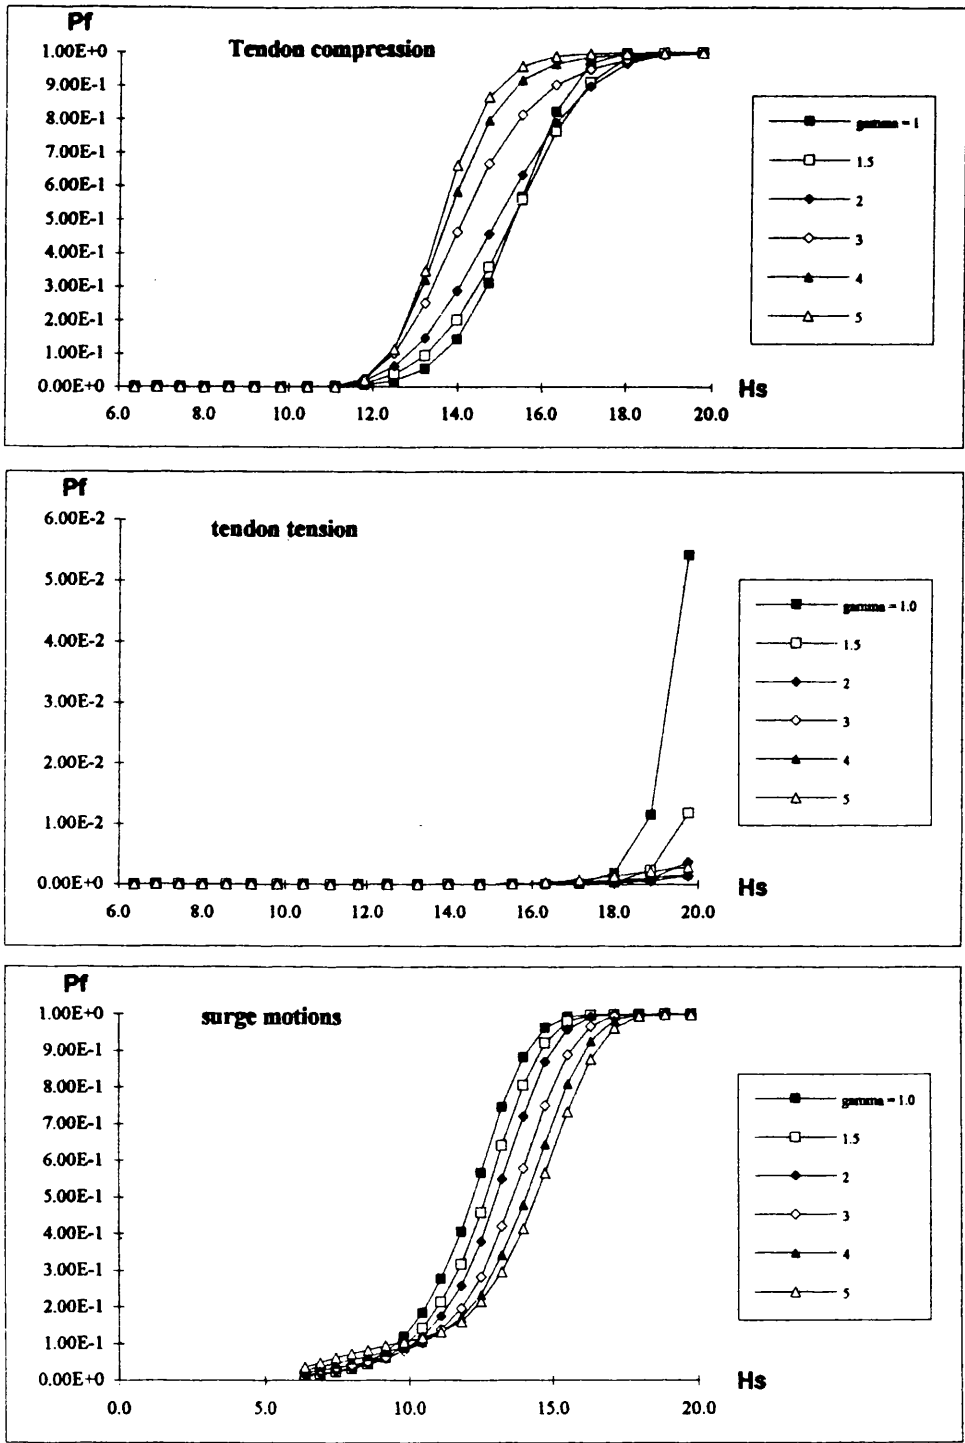 Pf
Tendon compression
1.00E+0
9.00E-1
8.00E-1
7.00E-1
6.00E-1
5.00E-1
4.00E-1
3.00E-1
2.00E-1
1.00E-1
0.00E+0
6.0 8.0 10.0 12.0 14.0 16.0 18.0 20.0
Hs
gamma = 1
1.5
2
3
4
5
Pf
tendon tension
6.00E-2
5.00E-2
4.00E-2
3.00E-2
2.00E-2
1.00E-2
0.00E+0
6.0 8.0 10.0 12.0 14.0 16.0 18.0 20.0
Hs
gamma = 1.0
1.5
2
3
4
5
Pf
surge motions
1.00E+0
9.00E-1
8.00E-1
7.00E-1
6.00E-1
5.00E-1
4.00E-1
3.00E-1
2.00E-1
1.00E-1
0.00E+0
0.0 5.0 10.0 15.0 20.0
Hs
gamma = 1.0
1.5
2
3
4
5